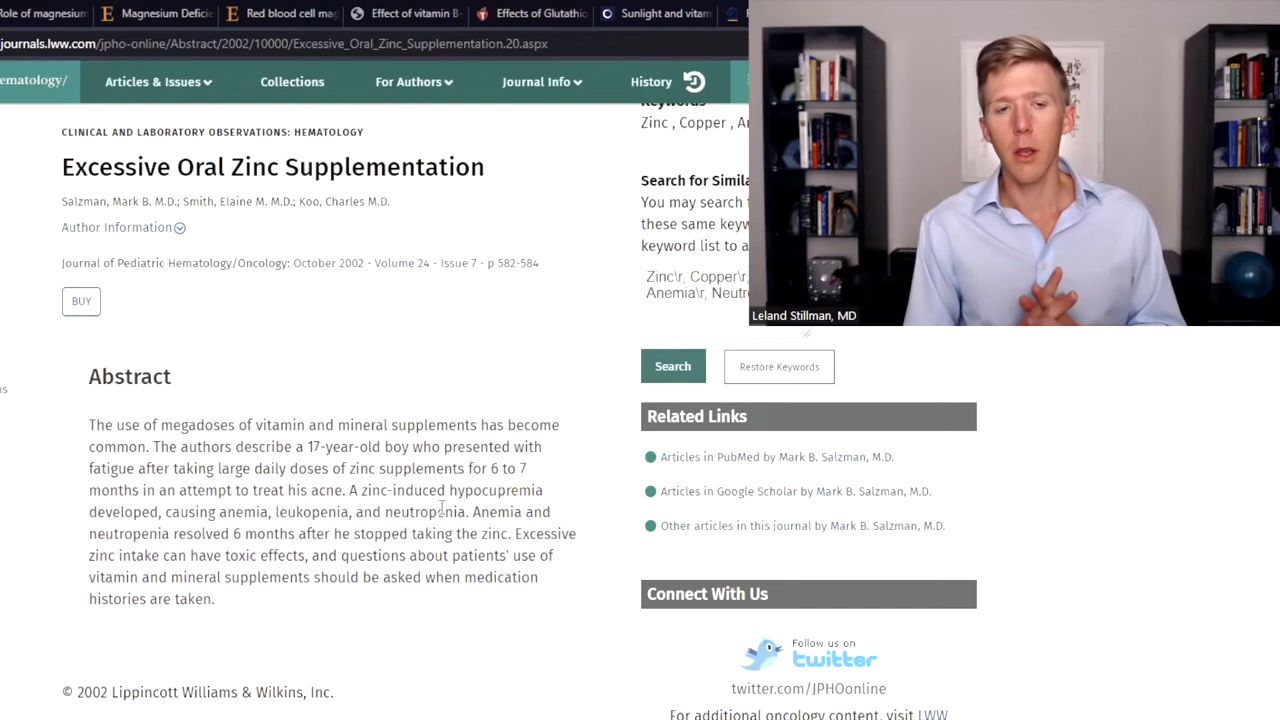 Role of magnesium
Magnesium Defici
Red blood cell mag
Effect of vitamin B-
Effects of Glutathi
Sunlight and vitam
journals.lww.com/jpho-online/Abstract/2002/10000/Excessive_Oral_Zinc_Supplementation.20.aspx
ematology/
Articles & Issues
Collections
For Authors
Journal Info
History
CLINICAL AND LABORATORY OBSERVATIONS: HEMATOLOGY
Excessive Oral Zinc Supplementation
Salzman, Mark B. M.D.; Smith, Elaine M. M.D.; Koo, Charles M.D.
Author Information
Journal of Pediatric Hematology/Oncology: October 2002 - Volume 24 - Issue 7 - p 582-584
BUY
Abstract
The use of megadoses of vitamin and mineral supplements has become
common. The authors describe a 17-year-old boy who presented with
fatigue after taking large daily doses of zinc supplements for 6 to 7
months in an attempt to treat his acne. A zinc-induced hypocupremia
developed, causing anemia, leukopenia, and neutropenia. Anemia and
neutropenia resolved 6 months after he stopped taking the zinc. Excessive
zinc intake can have toxic effects, and questions about patients' use of
vitamin and mineral supplements should be asked when medication
histories are taken.
© 2002 Lippincott Williams & Wilkins, Inc.
Keywords
Zinc , Copper , An
Search for Simila
You may search f
these same keyw
keyword list to a
Zinc\r, Copper\r,
Anemia\r, Neutro
Search
Restore Keywords
Related Links
Articles in PubMed by Mark B. Salzman, M.D.
Articles in Google Scholar by Mark B. Salzman, M.D.
Other articles in this journal by Mark B. Salzman, M.D.
Connect With Us
Follow us on
twitter
twitter.com/JPHOonline
For additional oncology content, visit LWW
Leland Stillman, MD